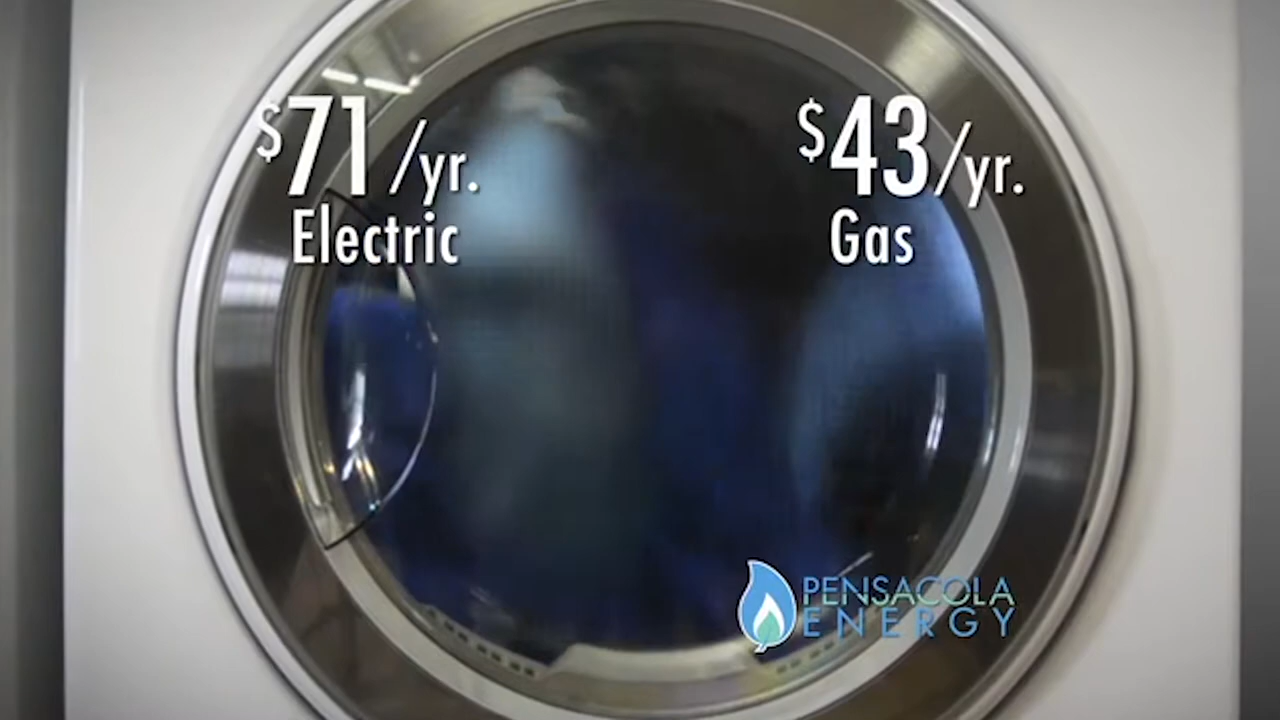 $71/yr.
Electric
$43/yr.
Gas
PENSACOLA
ENERGY